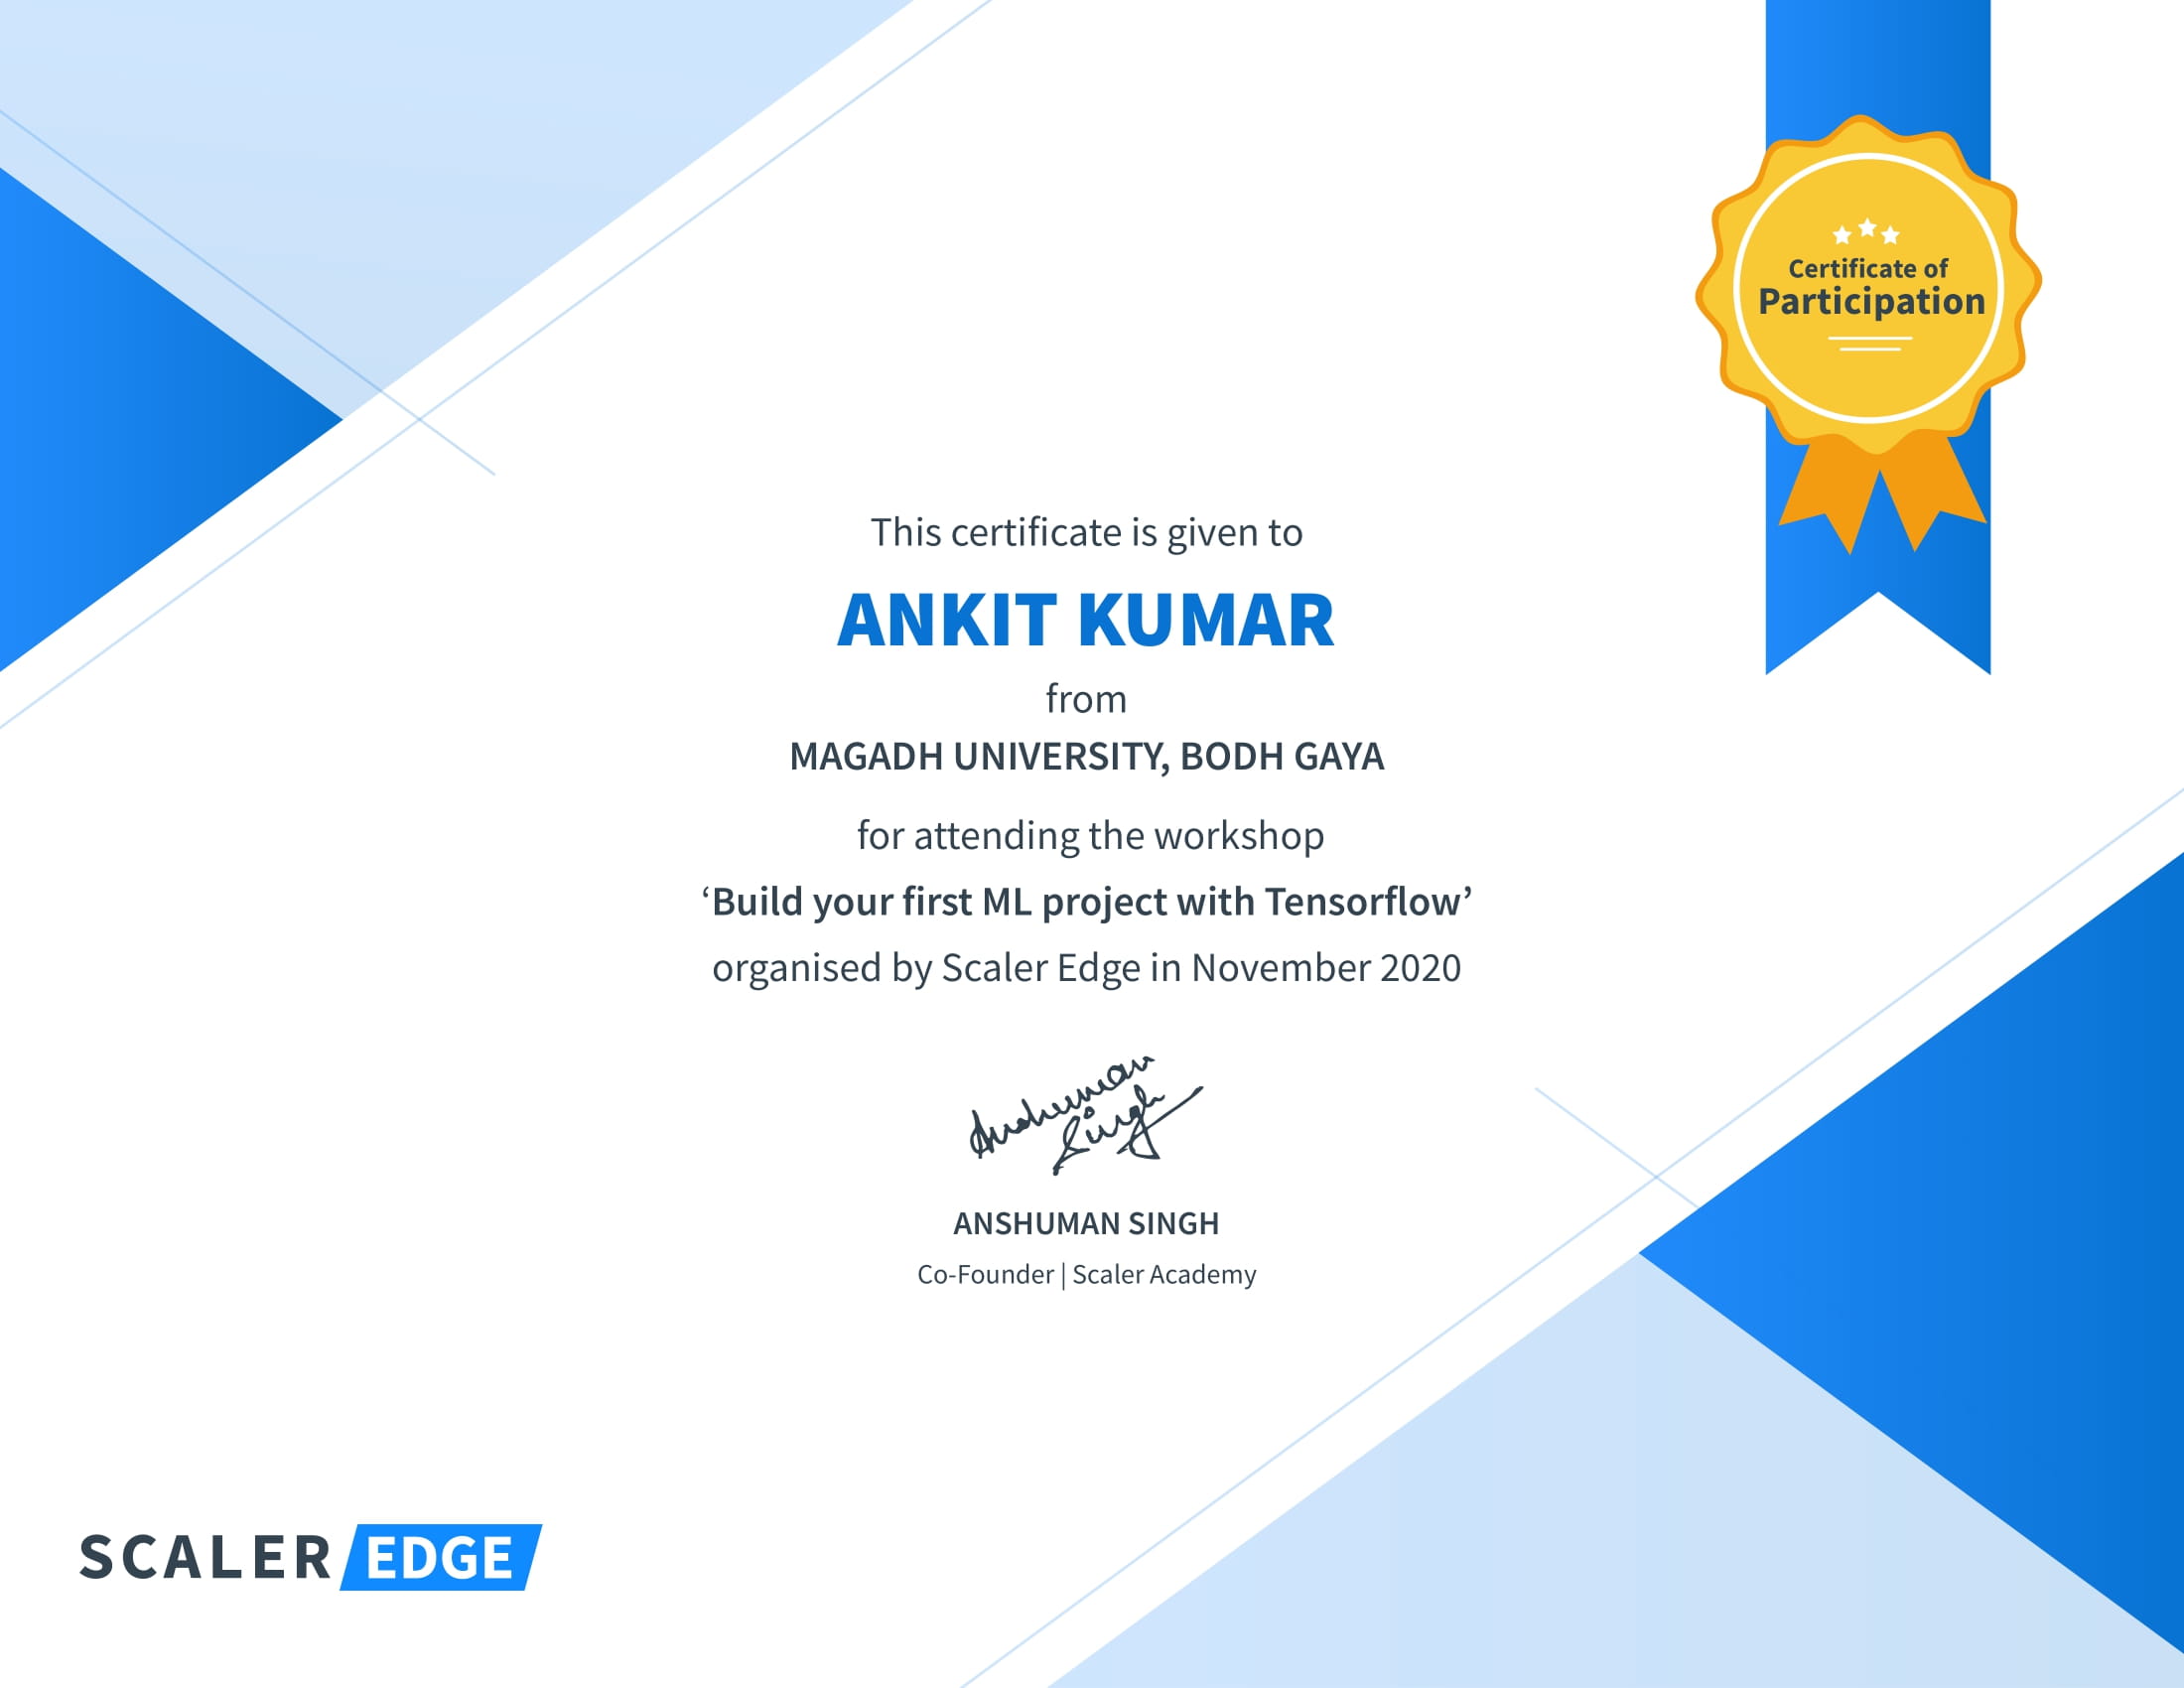 Certificate of
Participation
This certificate is given to
ANKIT KUMAR
from
MAGADH UNIVERSITY, BODH GAYA
for attending the workshop
‘Build your first ML project with Tensorflow’
organised by Scaler Edge in November 2020
Anshuman
Singh
ANSHUMAN SINGH
Co-Founder | Scaler Academy
SCALER EDGE